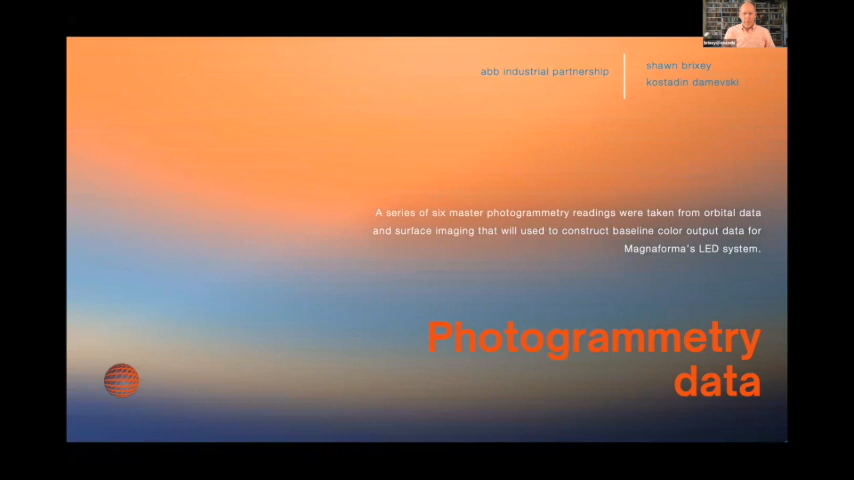 abb industrial partnership
shawn brixey
kostadin damevski
A series of six master photogrammetry readings were taken from orbital data
and surface imaging that will used to construct baseline color output data for
Magnaforma's LED system.
Photogrammetry
data